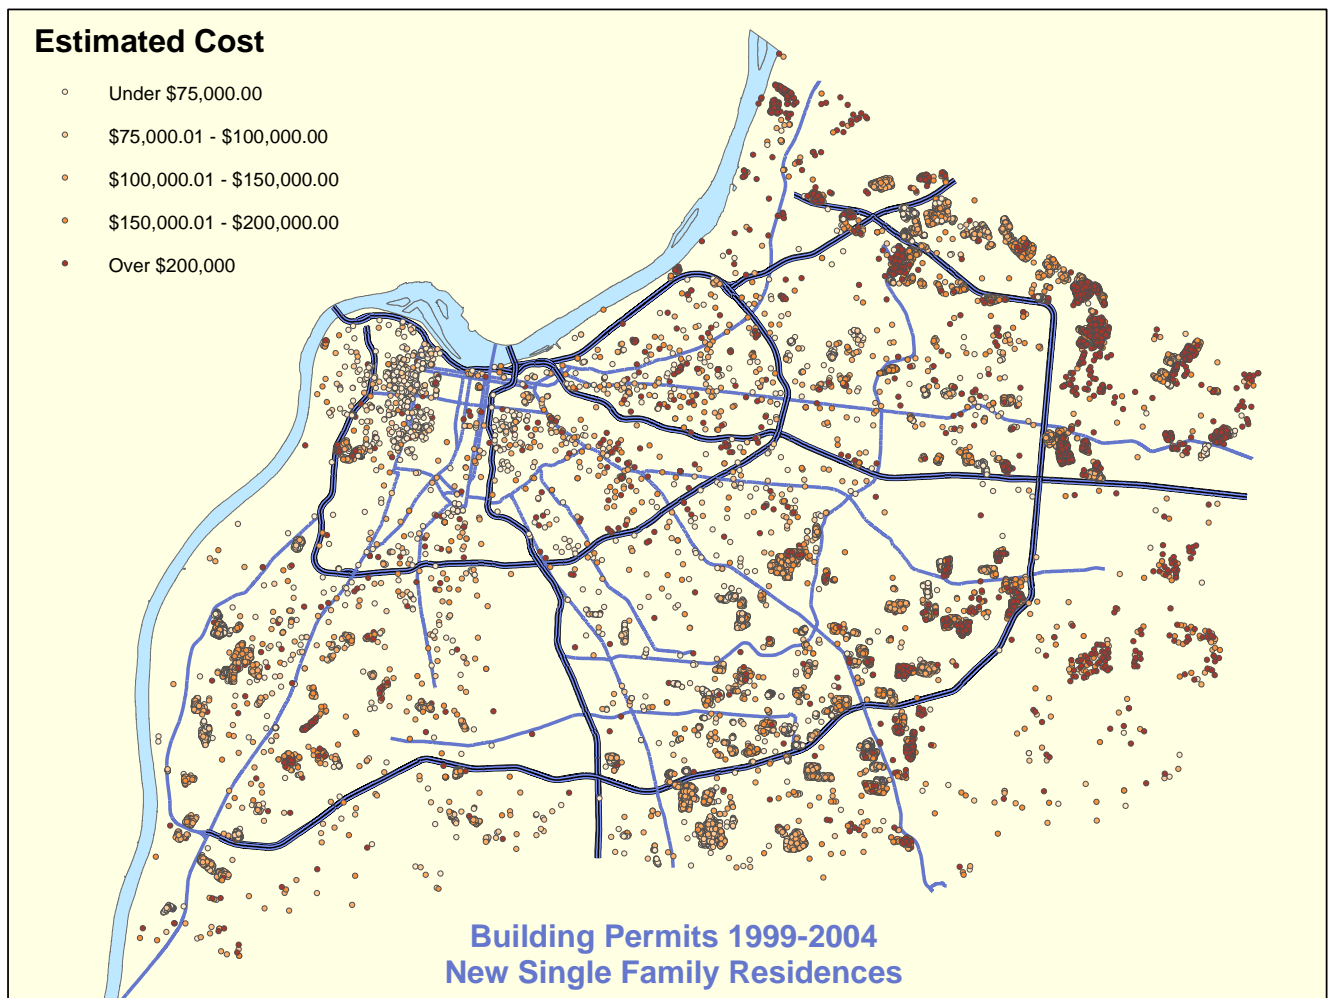 Estimated Cost
Under $75,000.00
$75,000.01 - $100,000.00
$100,000.01 - $150,000.00
$150,000.01 - $200,000.00
Over $200,000
Building Permits 1999-2004
New Single Family Residences